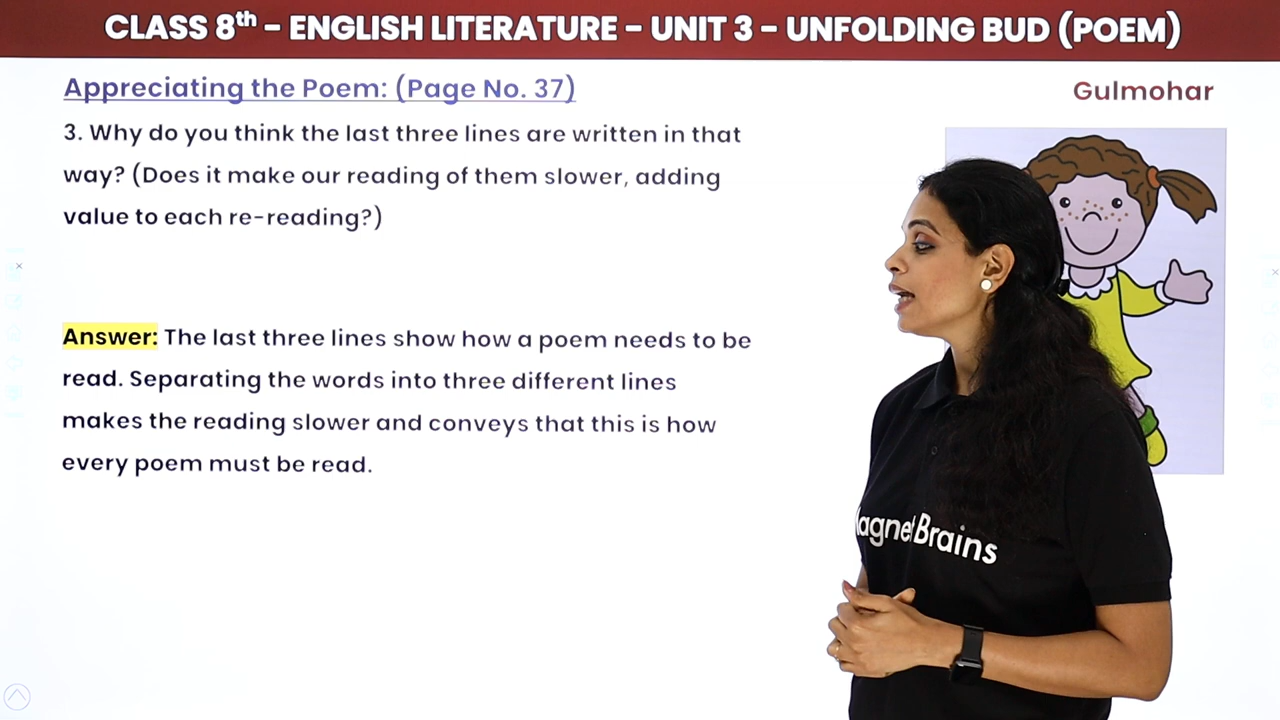 CLASS 8th – ENGLISH LITERATURE – UNIT 3 – UNFOLDING BUD (POEM)
Appreciating the Poem: (Page No. 37)
Gulmohar
3. Why do you think the last three lines are written in that
way? (Does it make our reading of them slower, adding
value to each re-reading?)
Answer: The last three lines show how a poem needs to be
read. Separating the words into three different lines
makes the reading slower and conveys that this is how
every poem must be read.
Magnet Brains